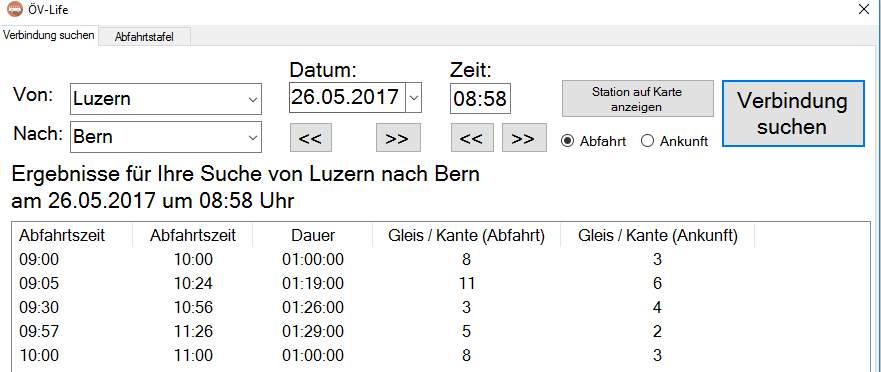 ÖV-Life
Verbindung suchen Abfahrtstafel
Datum: Zeit:
Von: Luzern 26.05.2017 08:58 Station auf Karte anzeigen Verbindung suchen
Nach: Bern << >> << >> Abfahrt Ankunft
Ergebnisse für Ihre Suche von Luzern nach Bern
am 26.05.2017 um 08:58 Uhr
Abfahrtszeit Abfahrtszeit Dauer Gleis / Kante (Abfahrt) Gleis / Kante (Ankunft)
09:00 10:00 01:00:00 8 3
09:05 10:24 01:19:00 11 6
09:30 10:56 01:26:00 3 4
09:57 11:26 01:29:00 5 2
10:00 11:00 01:00:00 8 3